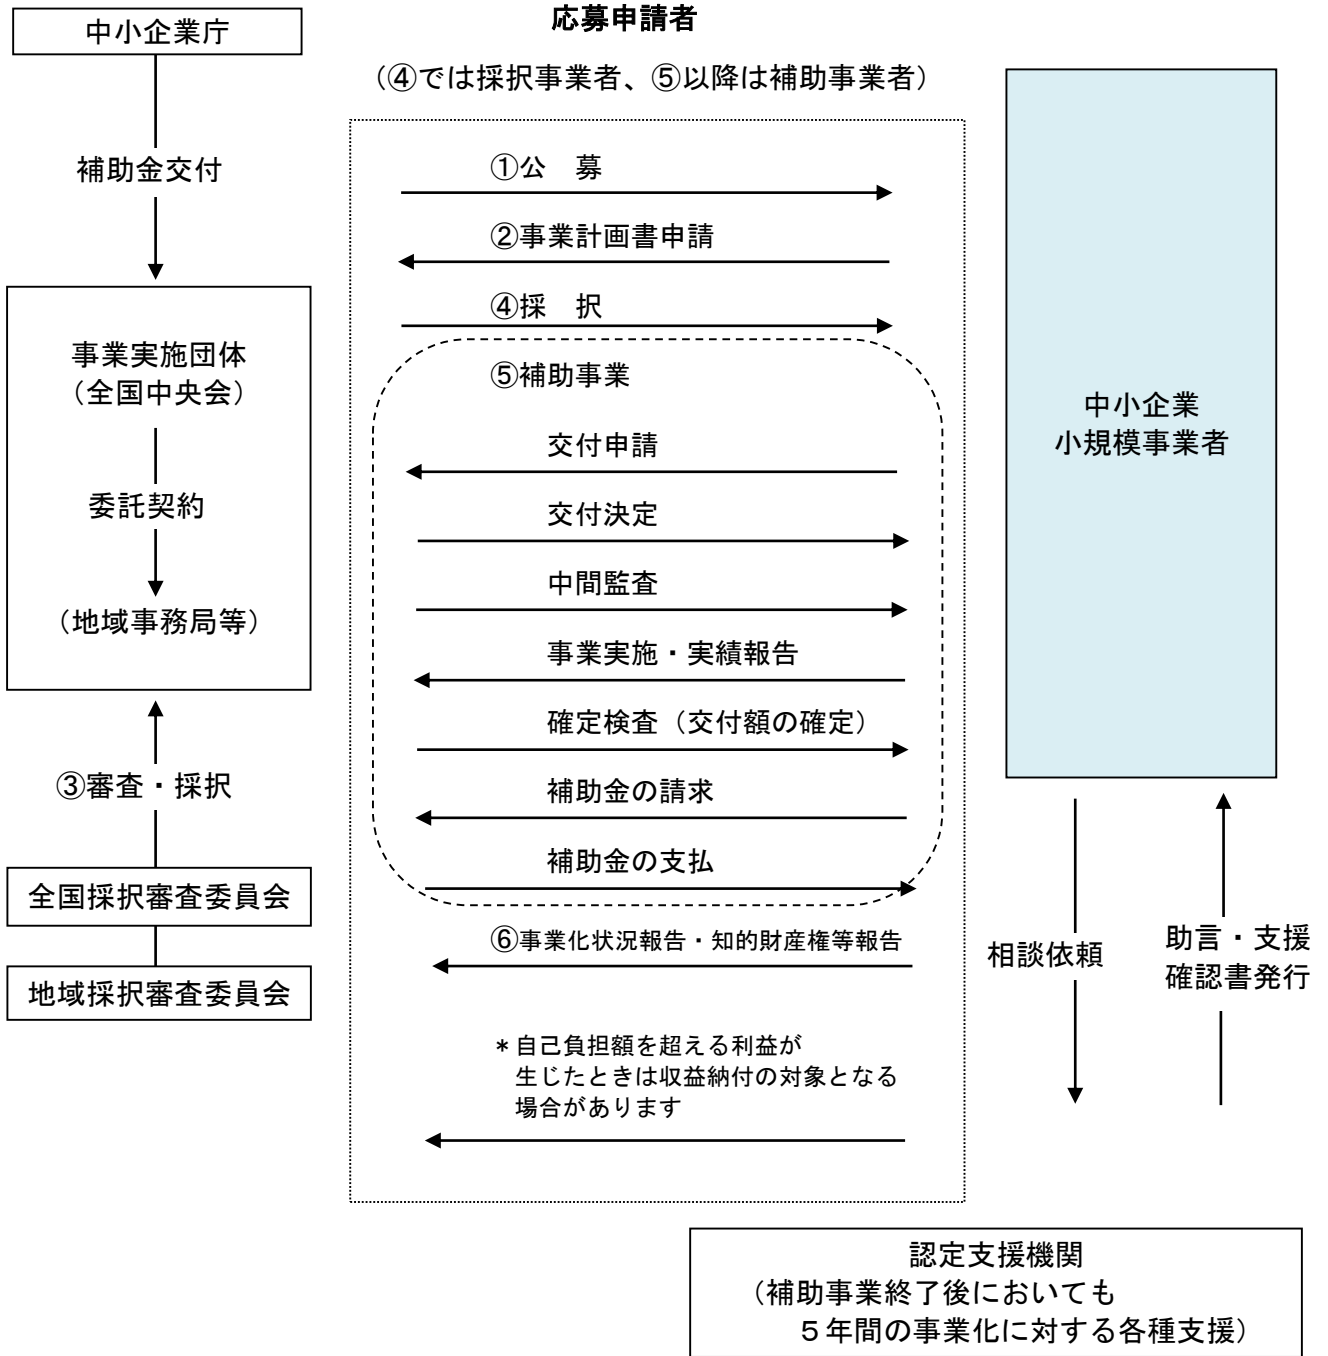 応募申請者
中小企業庁
（④では採択事業者、⑤以降は補助事業者）
補助金交付
事業実施団体
（全国中央会）
委託契約
（地域事務局等）
③審査・採択
全国採択審査委員会
地域採択審査委員会
①公　募
②事業計画書申請
④採　択
⑤補助事業
交付申請
交付決定
中間監査
事業実施・実績報告
確定検査（交付額の確定）
補助金の請求
補助金の支払
⑥事業化状況報告・知的財産権等報告
＊自己負担額を超える利益が
生じたときは収益納付の対象となる
場合があります
中小企業
小規模事業者
相談依頼
助言・支援
確認書発行
認定支援機関
（補助事業終了後においても
５年間の事業化に対する各種支援）